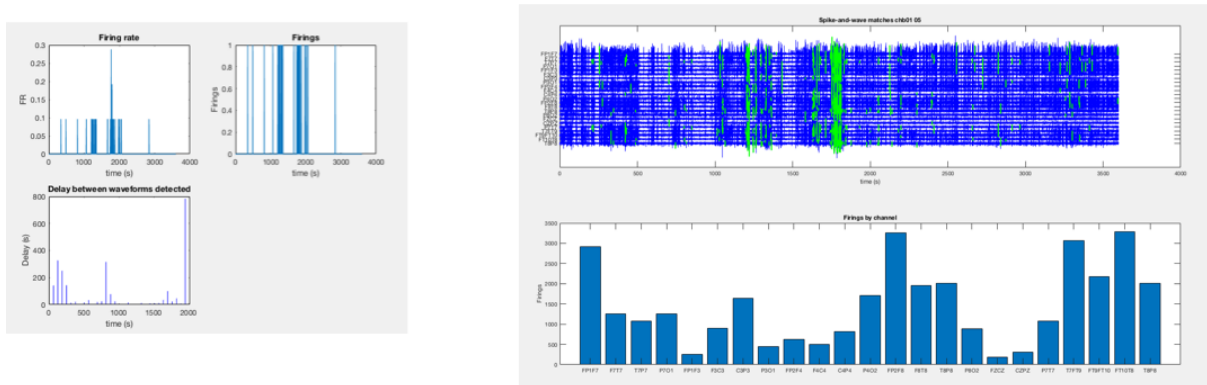 Firing rate
0.3
0.25
0.2
0.15
0.1
0.05
0
FR
0 1000 2000 3000 4000
time (s)
Firings
1
0.8
0.6
0.4
0.2
0
Firings
0 1000 2000 3000 4000
time (s)
Delay between waveforms detected
800
600
400
200
0
Delay (s)
0 500 1000 1500 2000
time (s)
Spike-and-wave matches chb01 05
FP1F7
0 500 1000 1500 2000 2500 3000 3500 4000
time (s)
Firings by channel
3500
3000
2500
2000
1500
1000
500
0
Firings
FP1F7 F7T7 T7P7 P7O1 FP1F3 F3C3 C3P3 P3O1 FP2F4 F4C4 C4P4 P4O2 FP2F8 F8T8 T8P8 P8O2 FZCZ CZPZ P7T7 T7FT9 FT9FT10 FT10T8 T8P8